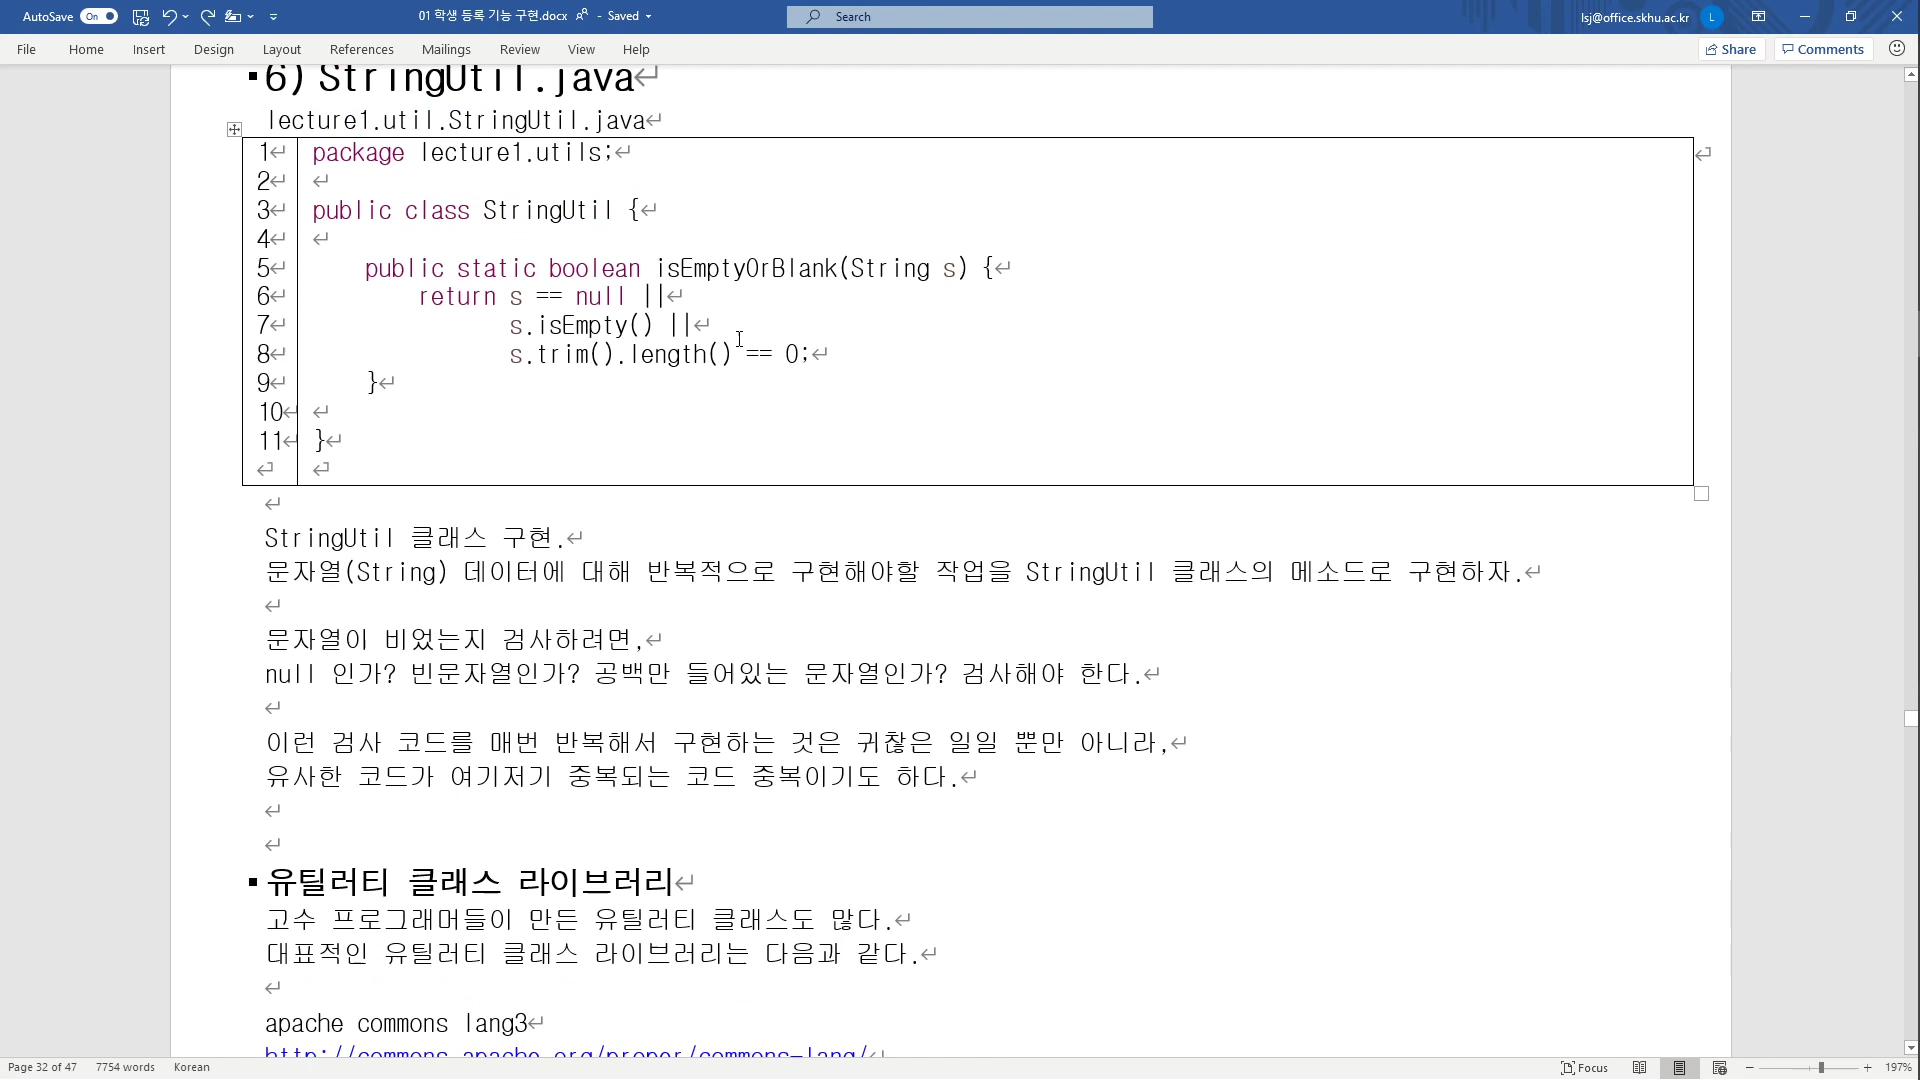 AutoSave On 01 학생 등록 기능 구현.docx - Saved Search lsj@office.skhu.ac.kr L
File Home Insert Design Layout References Mailings Review View Help Share Comments
6) StringUtil.java
lecture1.util.StringUtil.java
1 package lecture1.utils;
2
3 public class StringUtil {
4
5 public static boolean isEmptyOrBlank(String s) {
6 return s == null ||
7 s.isEmpty() ||
8 s.trim().length() == 0;
9 }
10
11 }
StringUtil 클래스 구현.
문자열(String) 데이터에 대해 반복적으로 구현해야할 작업을 StringUtil 클래스의 메소드로 구현하자.
문자열이 비었는지 검사하려면,
null 인가? 빈문자열인가? 공백만 들어있는 문자열인가? 검사해야 한다.
이런 검사 코드를 매번 반복해서 구현하는 것은 귀찮은 일일 뿐만 아니라,
유사한 코드가 여기저기 중복되는 코드 중복이기도 하다.
유틸러티 클래스 라이브러리
고수 프로그래머들이 만든 유틸러티 클래스도 많다.
대표적인 유틸러티 클래스 라이브러리는 다음과 같다.
apache commons lang3
http://commons.apache.org/proper/commons-lang/
Page 32 of 47 7754 words Korean Focus 197%